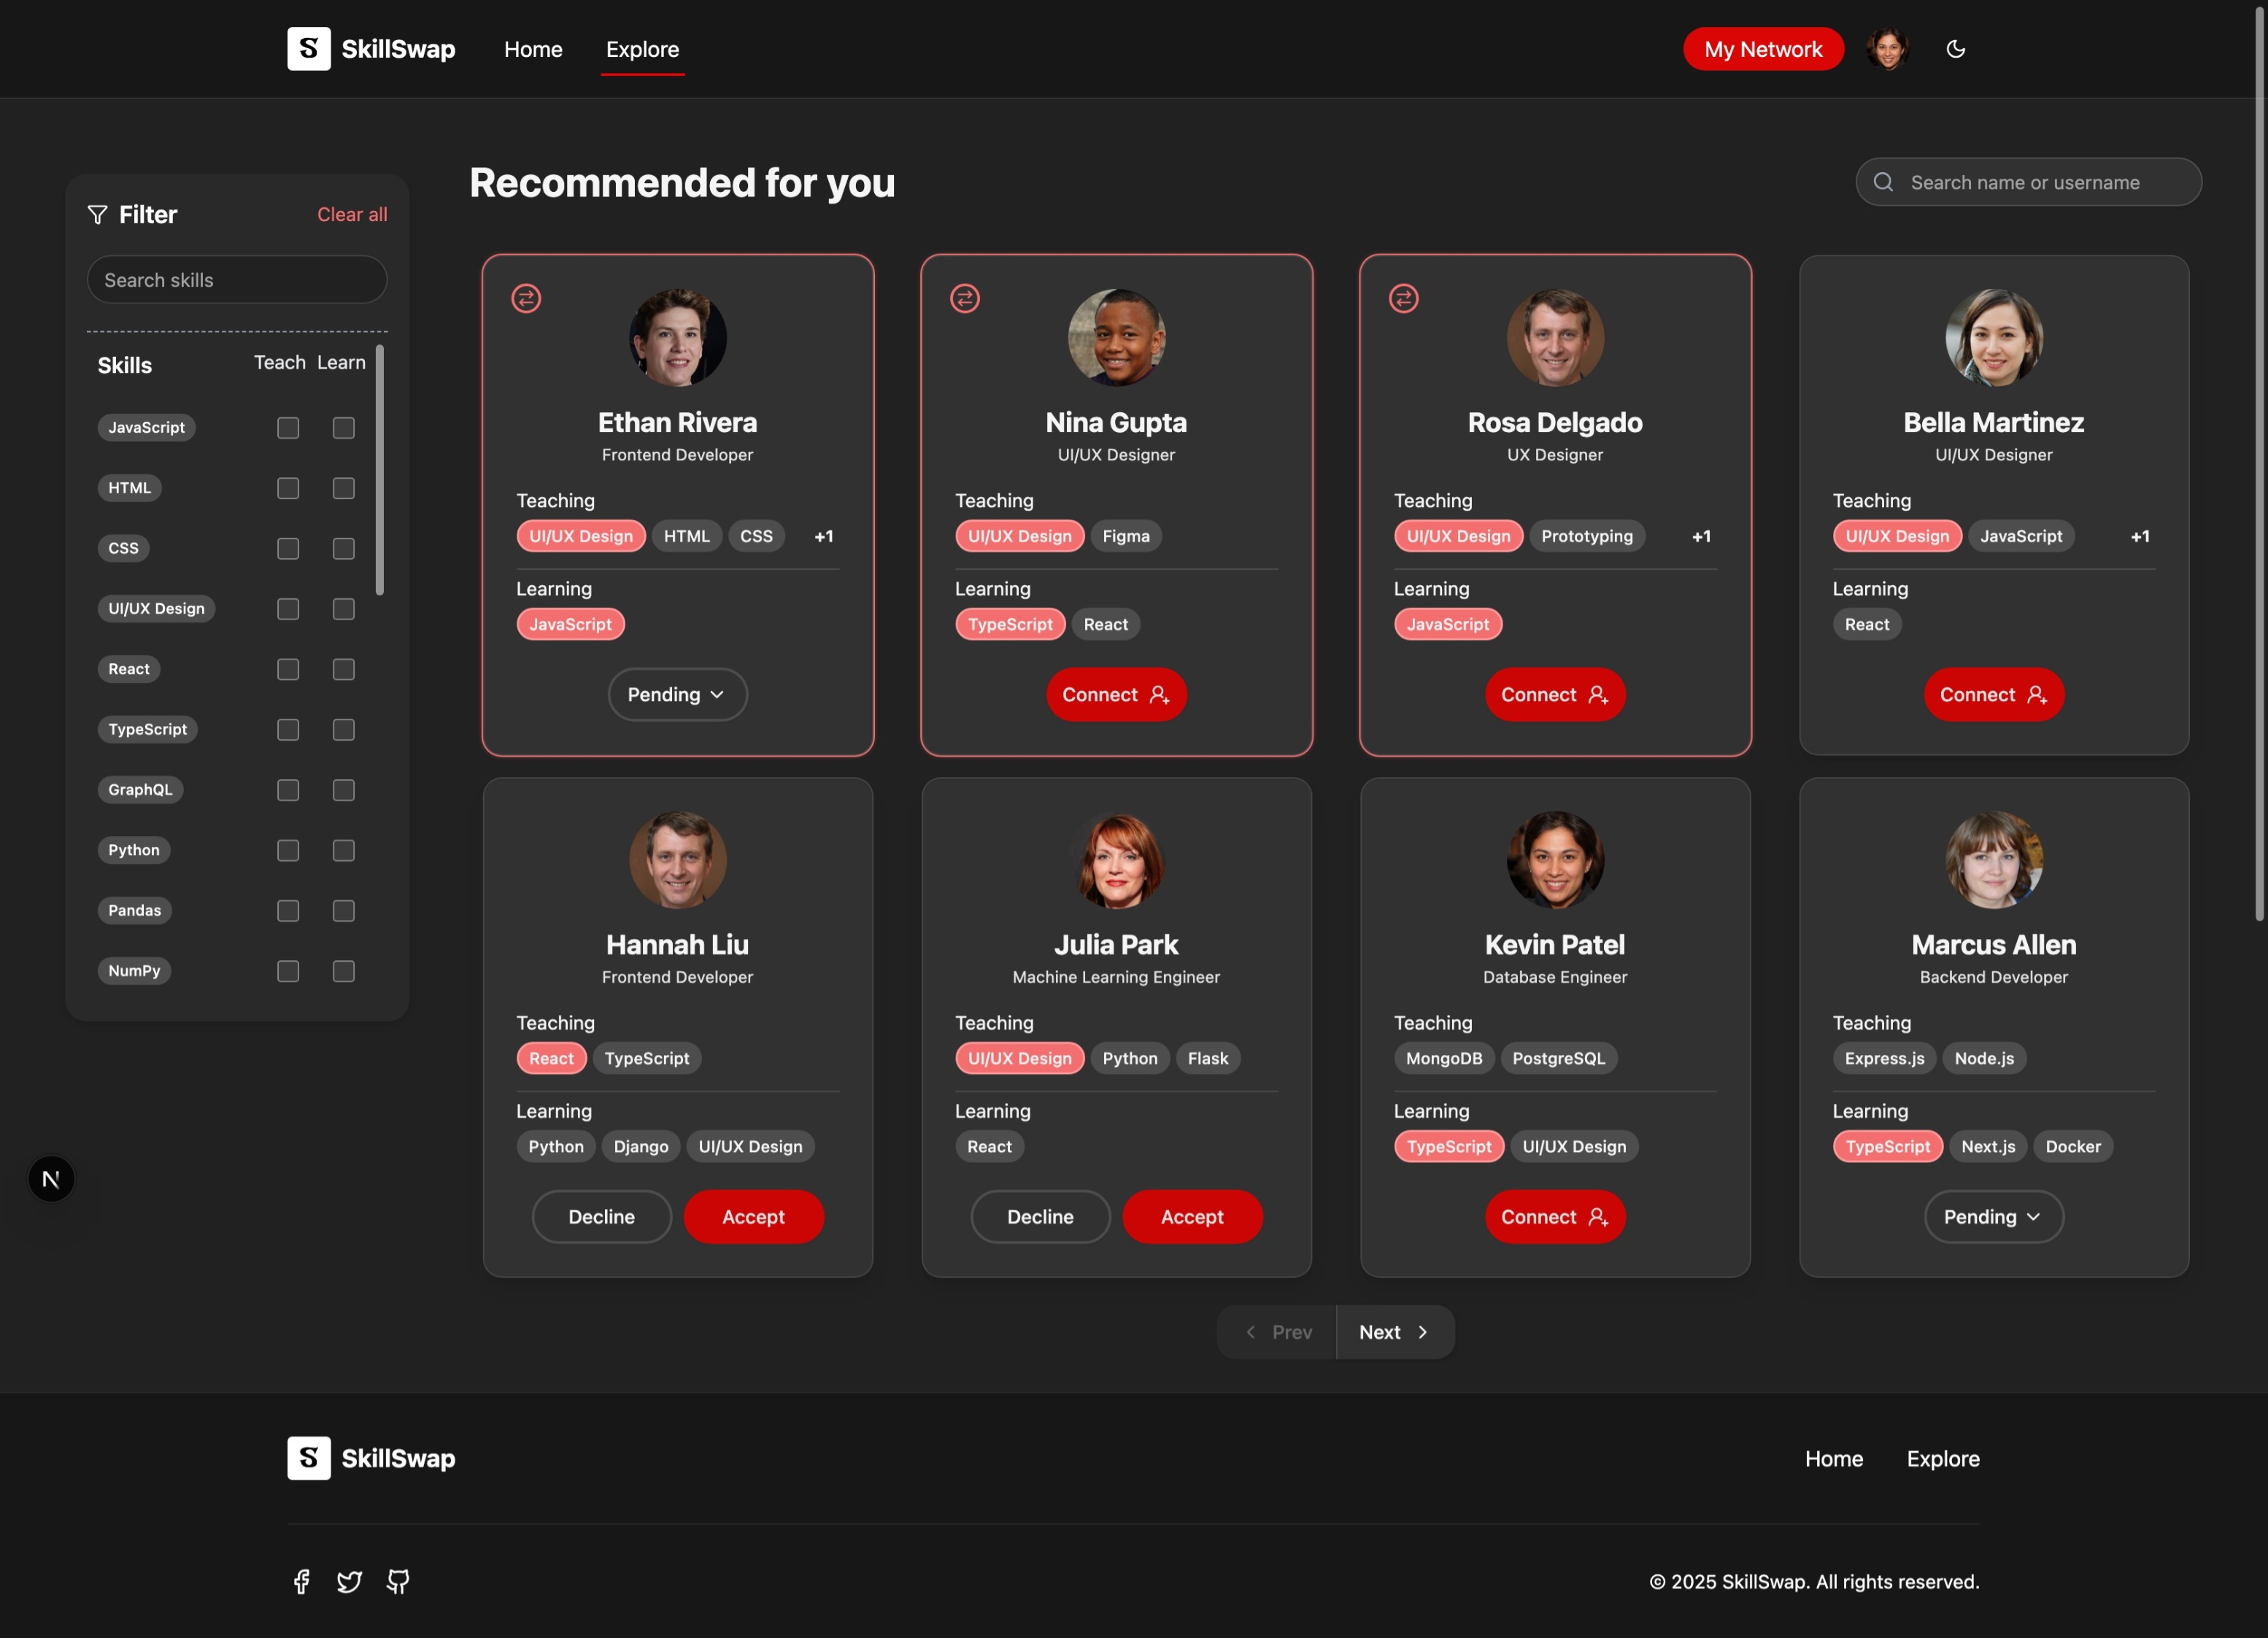 S SkillSwap Home Explore My Network
Filter Clear all
Search skills
Skills Teach Learn
JavaScript
HTML
CSS
UI/UX Design
React
TypeScript
GraphQL
Python
Pandas
NumPy
N
Recommended for you
Search name or username
Ethan Rivera
Frontend Developer
Teaching
UI/UX Design HTML CSS +1
Learning
JavaScript
Pending
Nina Gupta
UI/UX Designer
Teaching
UI/UX Design Figma
Learning
TypeScript React
Connect
Rosa Delgado
UX Designer
Teaching
UI/UX Design Prototyping +1
Learning
JavaScript
Connect
Bella Martinez
UI/UX Designer
Teaching
UI/UX Design JavaScript +1
Learning
React
Connect
Hannah Liu
Frontend Developer
Teaching
React TypeScript
Learning
Python Django UI/UX Design
Decline Accept
Julia Park
Machine Learning Engineer
Teaching
UI/UX Design Python Flask
Learning
React
Decline Accept
Kevin Patel
Database Engineer
Teaching
MongoDB PostgreSQL
Learning
TypeScript UI/UX Design
Connect
Marcus Allen
Backend Developer
Teaching
Express.js Node.js
Learning
TypeScript Next.js Docker
Pending
Prev Next
S SkillSwap Home Explore
© 2025 SkillSwap. All rights reserved.